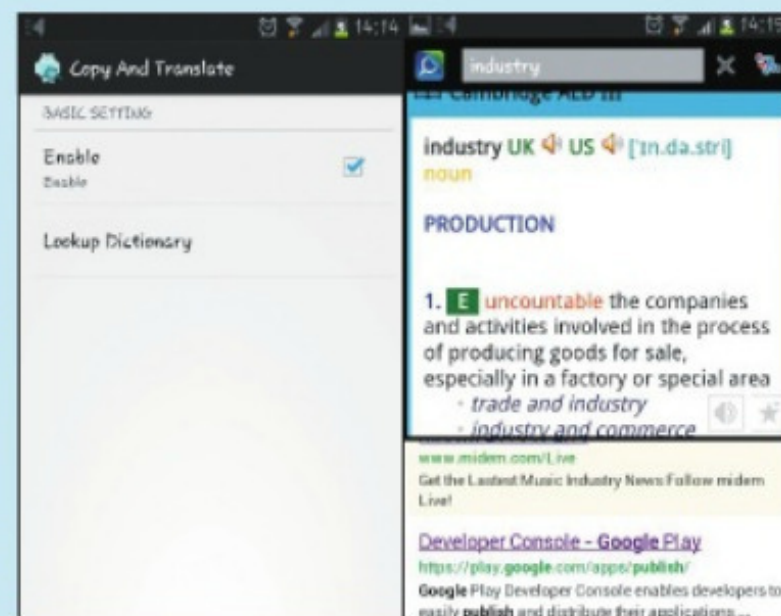 14:14
Copy And Translate
BASIC SETTING
Enable
Enable
Lookup Dictionary
14:15
industry
Cambridge ALD III
industry UK US ['ɪn.də.stri]
noun
PRODUCTION
1. E uncountable the companies
and activities involved in the process
of producing goods for sale,
especially in a factory or special area
· trade and industry
· industry and commerce
www.midem.com/Live
Get the Lastest Music Industry News Follow midem
Live!
Developer Console - Google Play
https://play.google.com/apps/publish/
Google Play Developer Console enables developers to
easily publish and distribute their applications ...